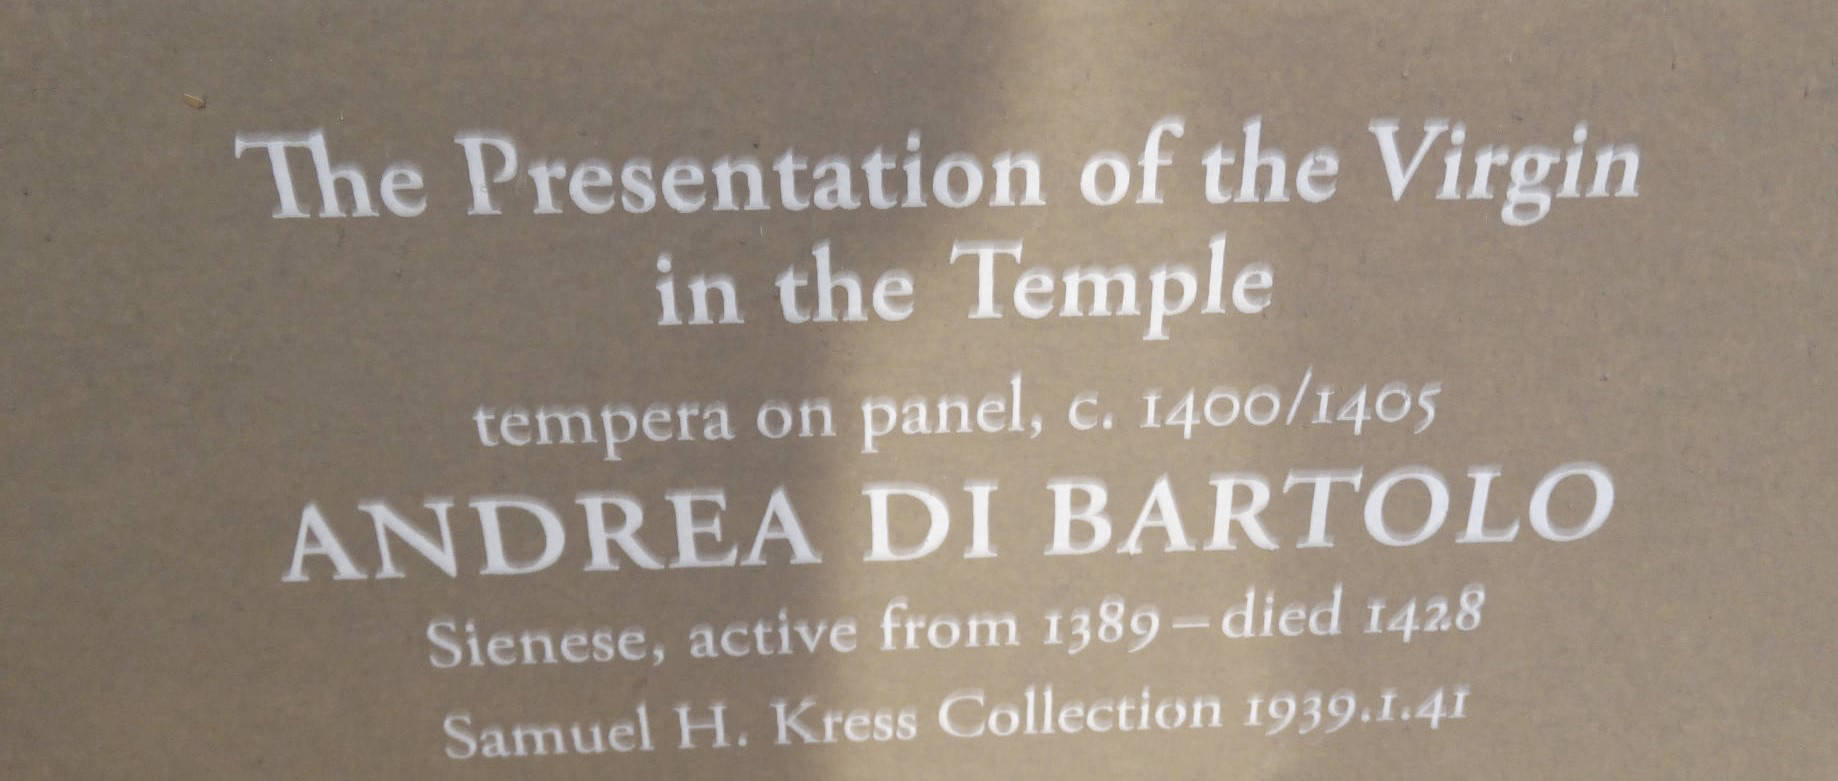 The Presentation of the Virgin
in the Temple
tempera on panel, c. 1400/1405
ANDREA DI BARTOLO
Sienese, active from 1389–died 1428
Samuel H. Kress Collection 1939.1.41